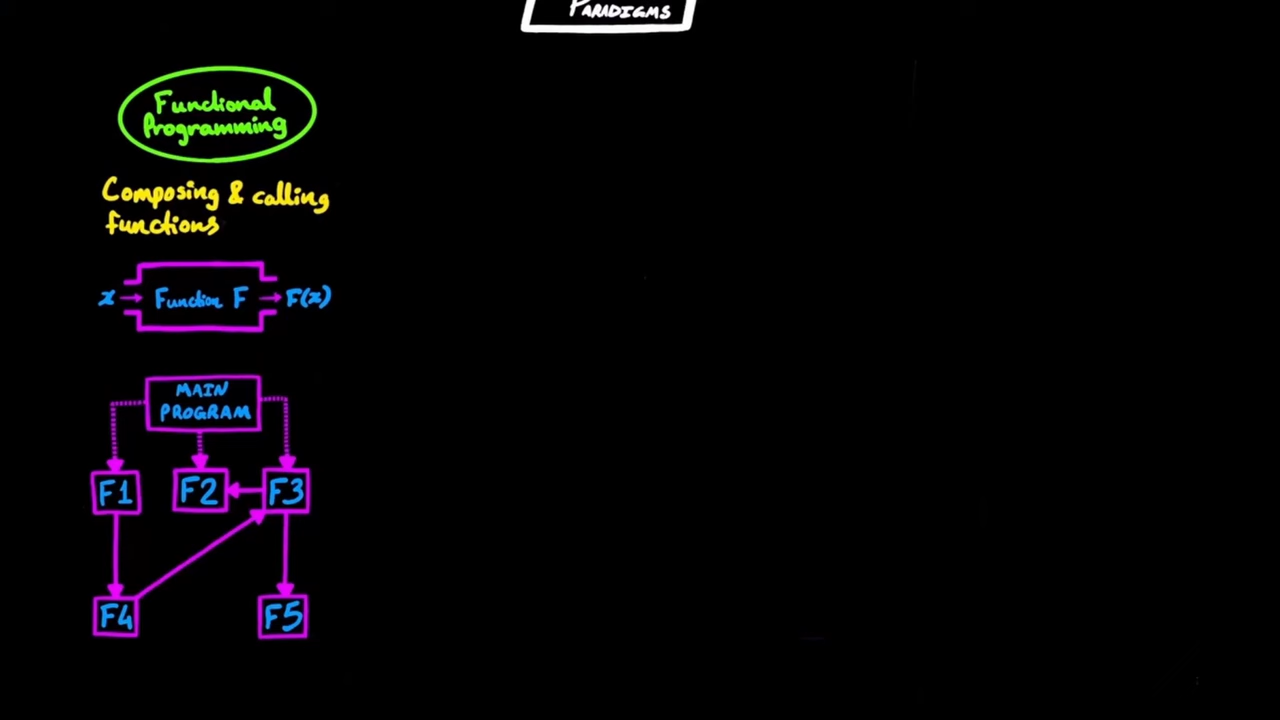 Paradigms
Functional
Programming
Composing & calling
functions
x → Function F → F(x)
MAIN
PROGRAM
F1 F2 F3
F4 F5